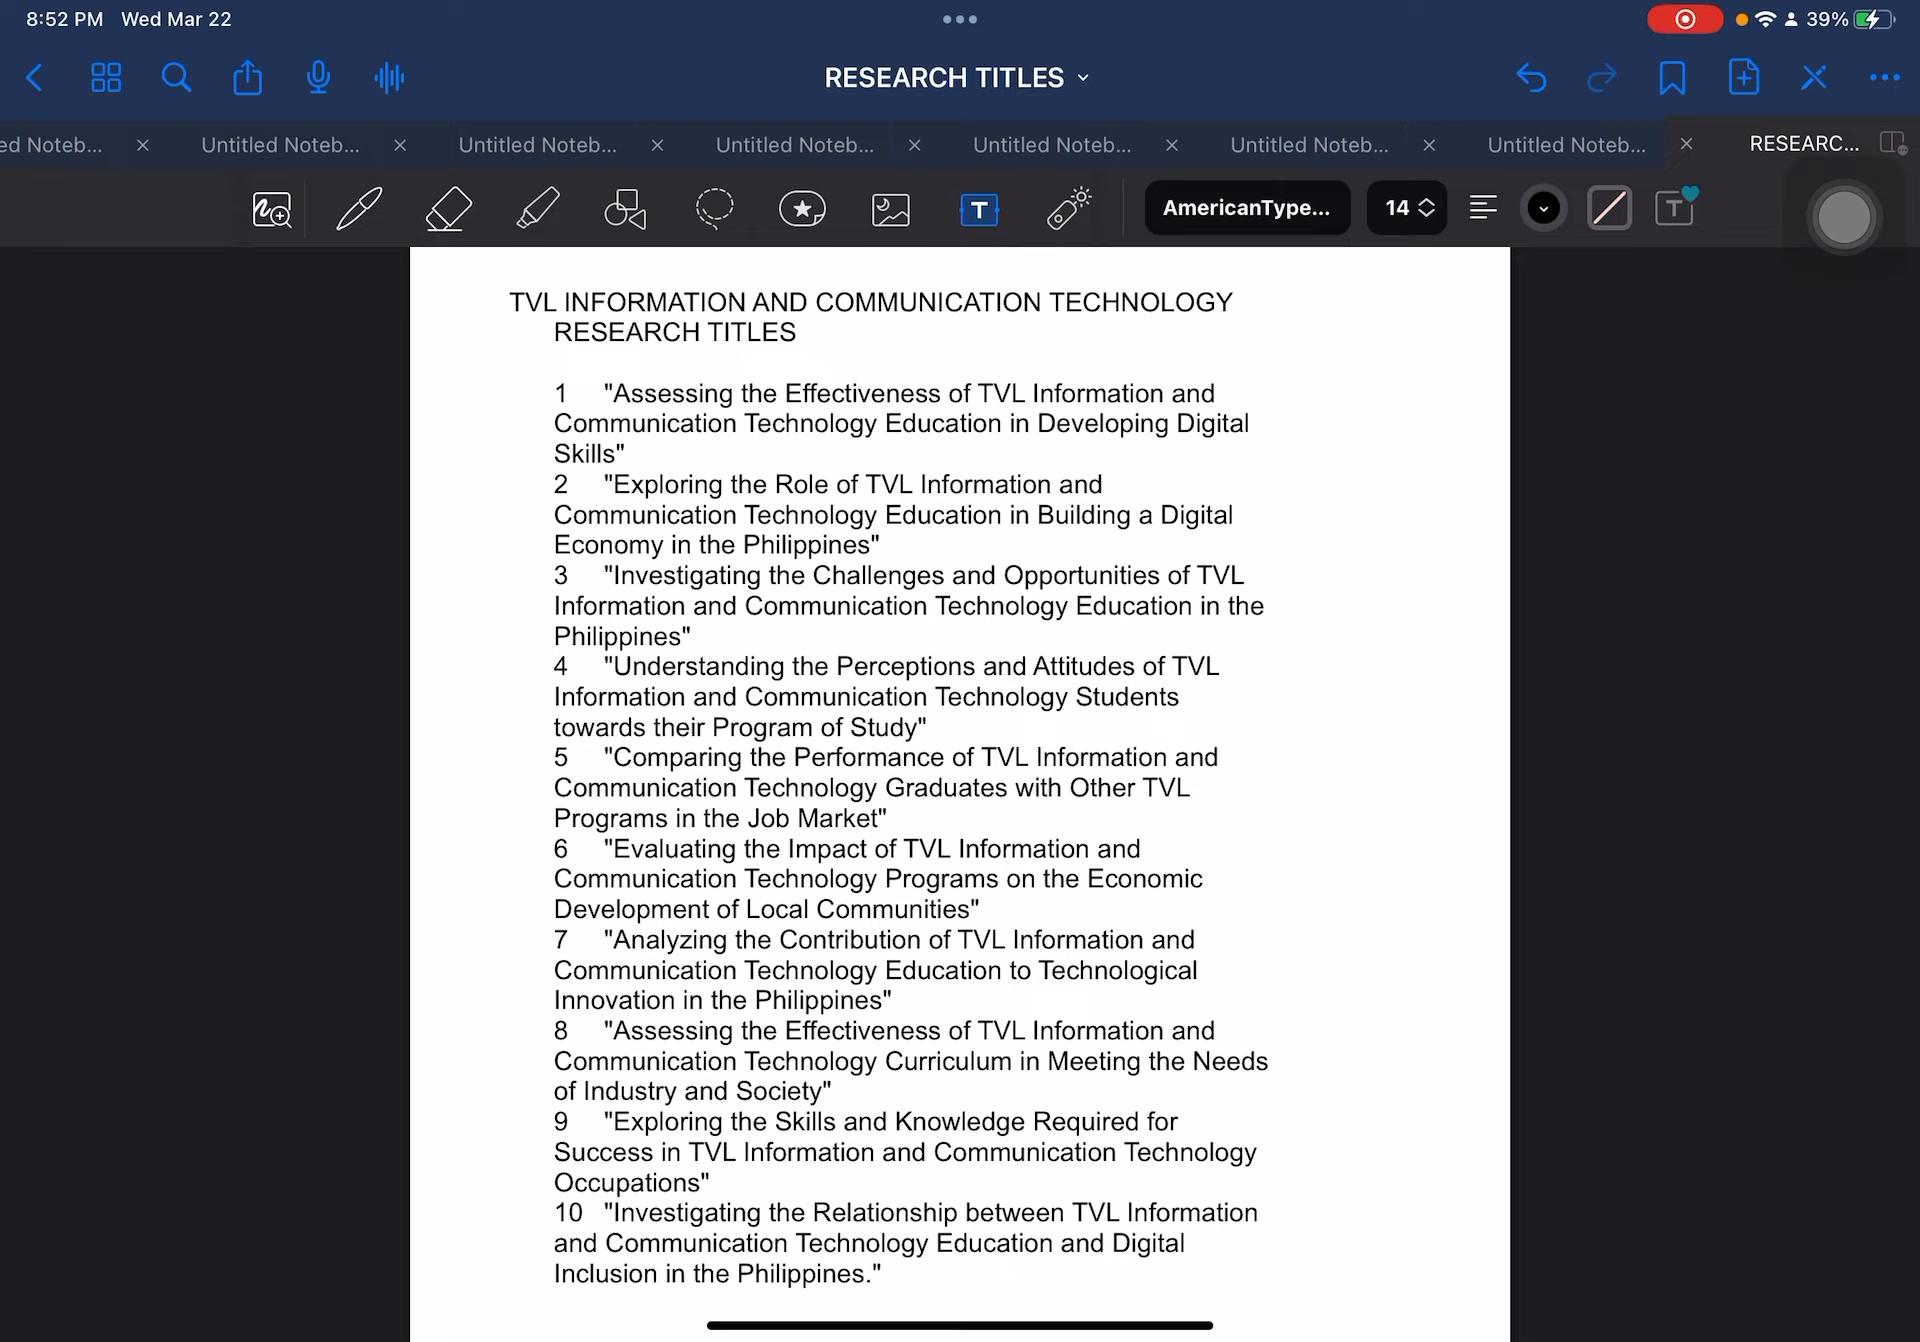 8:52 PM Wed Mar 22
39%
RESEARCH TITLES
ed Noteb...
Untitled Noteb...
Untitled Noteb...
Untitled Noteb...
Untitled Noteb...
Untitled Noteb...
Untitled Noteb...
RESEARC...
T
AmericanType...
14
T
TVL INFORMATION AND COMMUNICATION TECHNOLOGY
RESEARCH TITLES
1 "Assessing the Effectiveness of TVL Information and
Communication Technology Education in Developing Digital
Skills"
2 "Exploring the Role of TVL Information and
Communication Technology Education in Building a Digital
Economy in the Philippines"
3 "Investigating the Challenges and Opportunities of TVL
Information and Communication Technology Education in the
Philippines"
4 "Understanding the Perceptions and Attitudes of TVL
Information and Communication Technology Students
towards their Program of Study"
5 "Comparing the Performance of TVL Information and
Communication Technology Graduates with Other TVL
Programs in the Job Market"
6 "Evaluating the Impact of TVL Information and
Communication Technology Programs on the Economic
Development of Local Communities"
7 "Analyzing the Contribution of TVL Information and
Communication Technology Education to Technological
Innovation in the Philippines"
8 "Assessing the Effectiveness of TVL Information and
Communication Technology Curriculum in Meeting the Needs
of Industry and Society"
9 "Exploring the Skills and Knowledge Required for
Success in TVL Information and Communication Technology
Occupations"
10 "Investigating the Relationship between TVL Information
and Communication Technology Education and Digital
Inclusion in the Philippines."